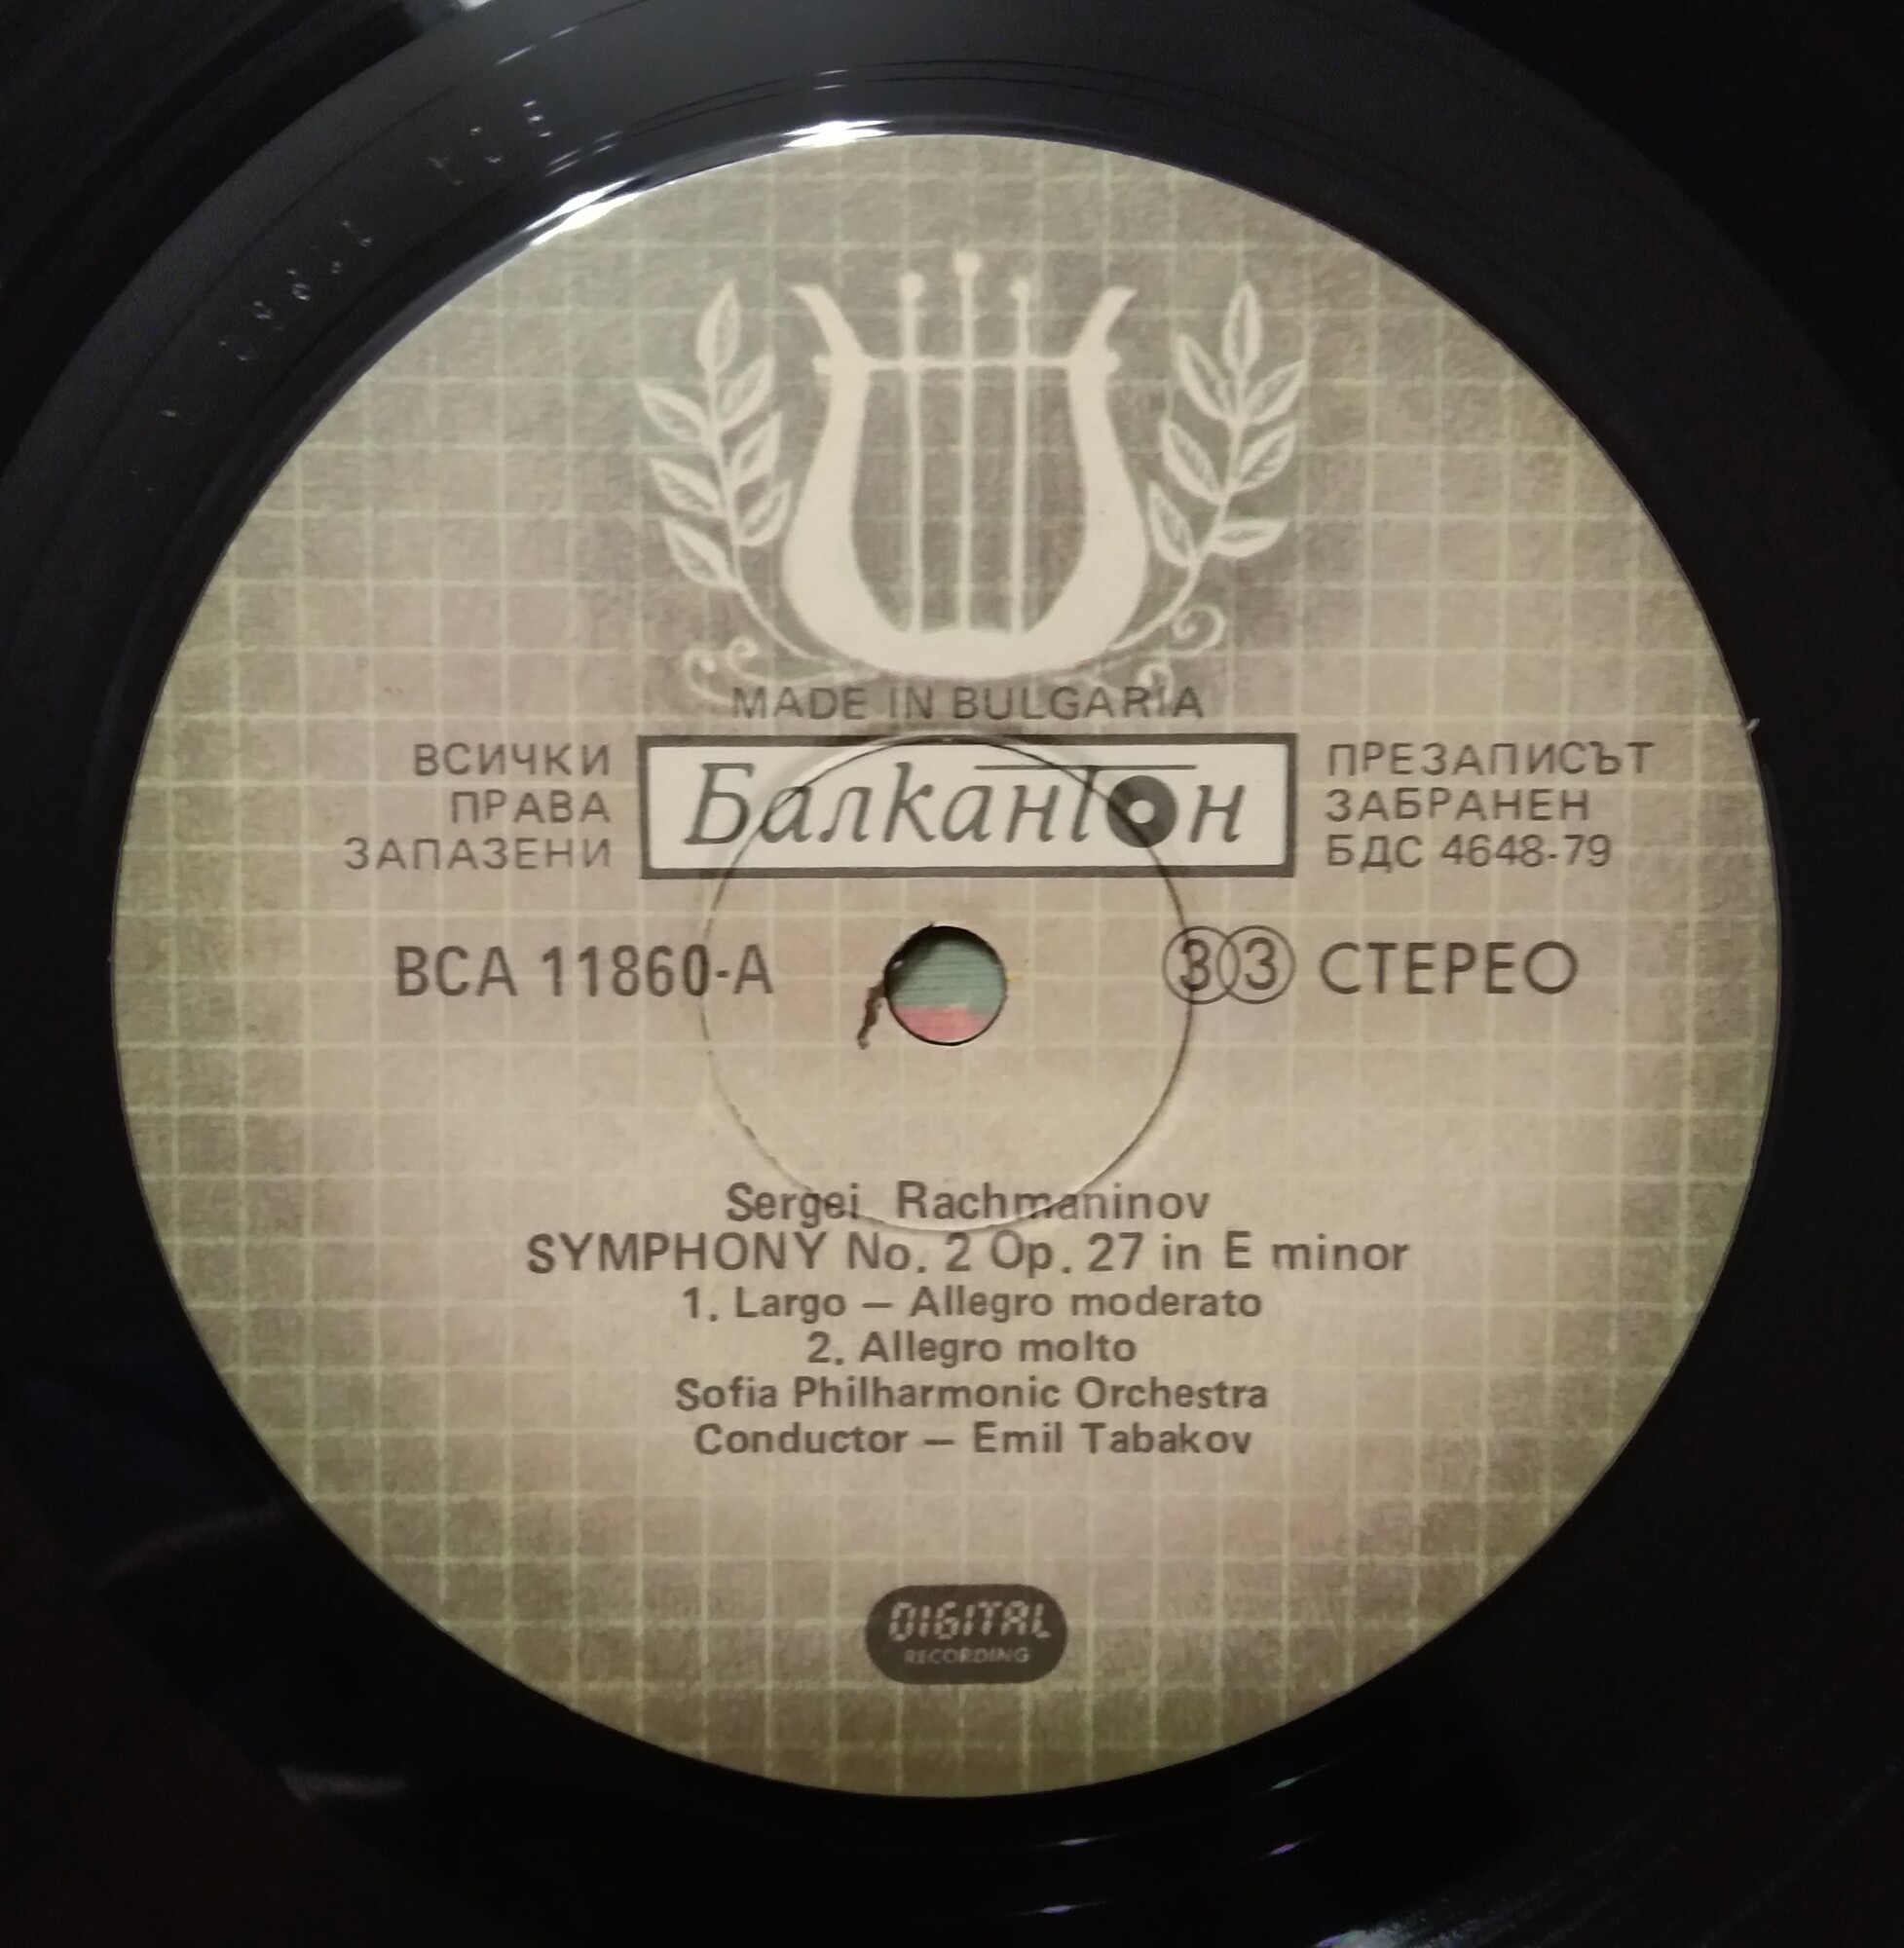 MADE IN BULGARIA
ВСИЧКИ
ПРАВА
ЗАПАЗЕНИ
Балкантон
ПРЕЗАПИСЪТ
ЗАБРАНЕН
БДС 4648-79
ВСА 11860-А
33 СТЕРЕО
Sergei Rachmaninov
SYMPHONY No. 2 Op. 27 in E minor
1. Largo — Allegro moderato
2. Allegro molto
Sofia Philharmonic Orchestra
Conductor — Emil Tabakov
DIGITAL
RECORDING